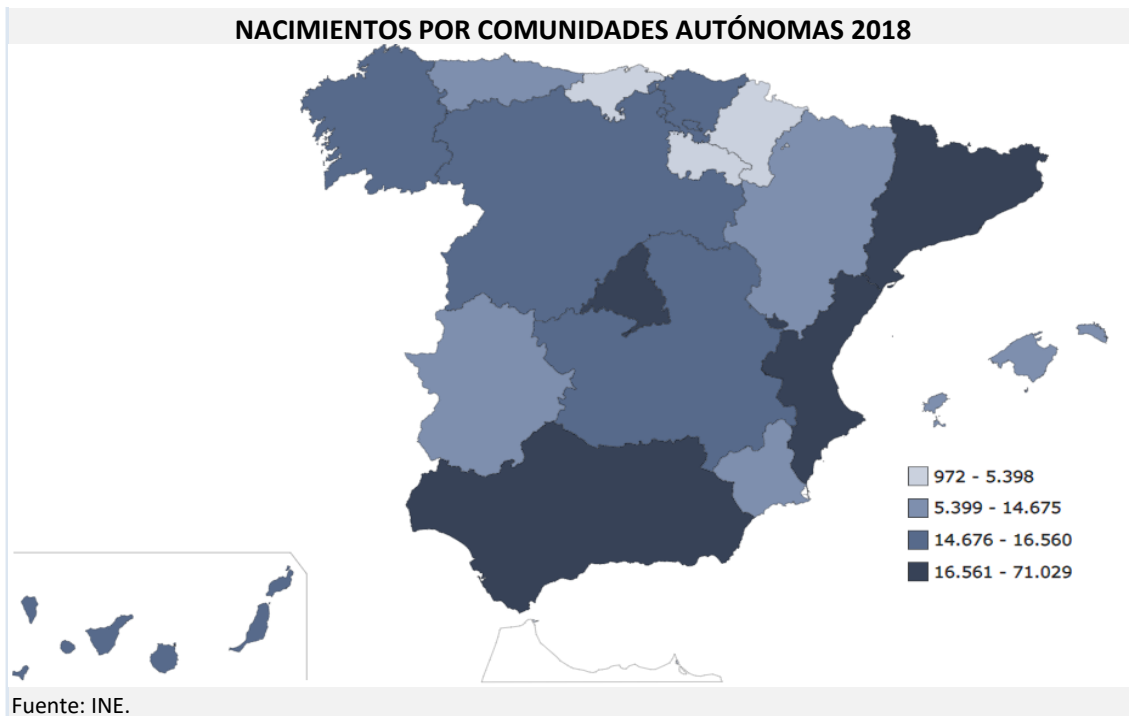 NACIMIENTOS POR COMUNIDADES AUTÓNOMAS 2018
972 - 5.398
5.399 - 14.675
14.676 - 16.560
16.561 - 71.029
Fuente: INE.